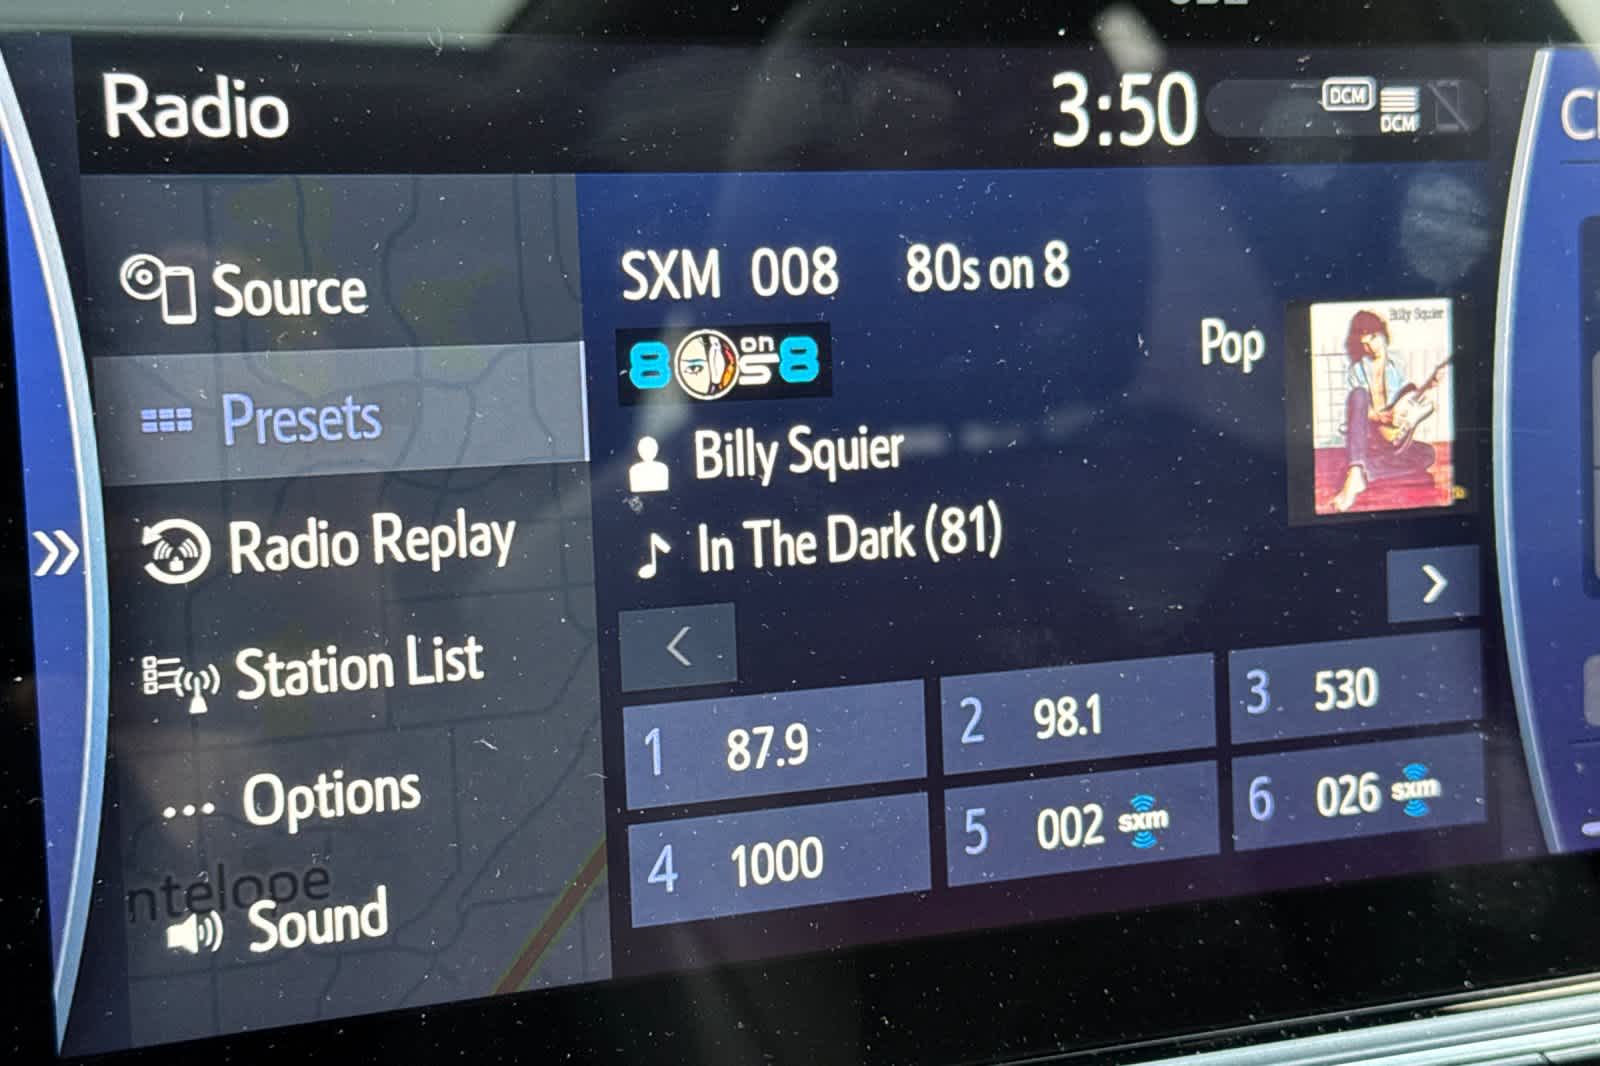 Radio
3:50
DCM
DCM
Source
Presets
Radio Replay
Station List
Options
Sound
ntelope
SXM 008 80s on 8
8 on s 8
Pop
Billy Squier
Billy Squier
In The Dark (81)
1 87.9
2 98.1
3 530
4 1000
5 002 sxm
6 026 sxm